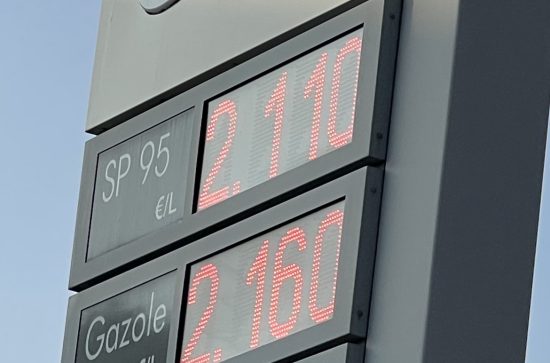 SP 95
€/L
2.110
Gazole
€/L
2.160